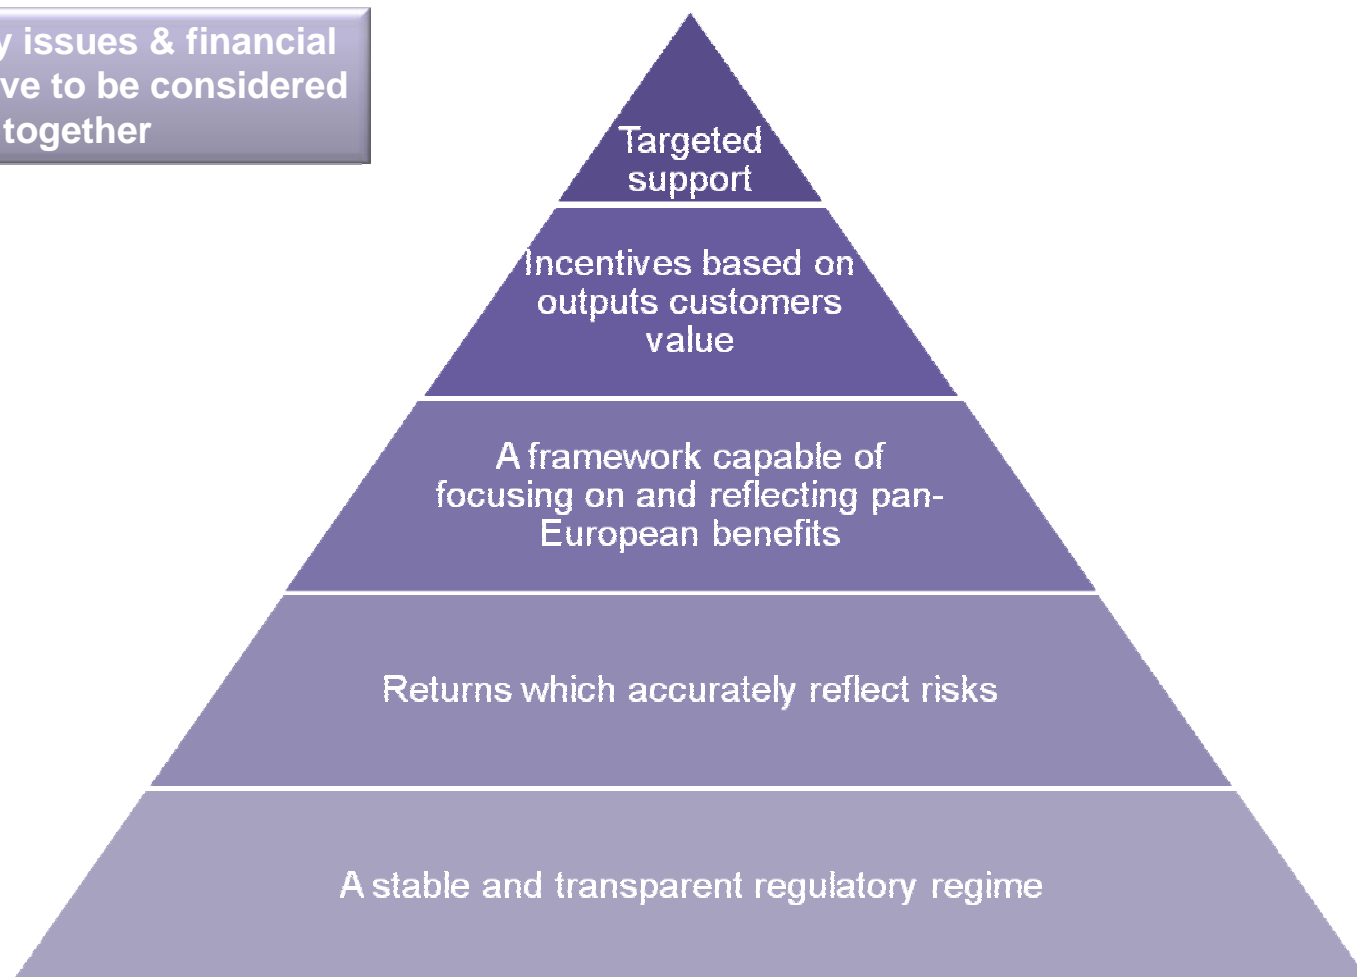 y issues & financial
ve to be considered
together
Targeted
support
Incentives based on
outputs customers
value
A framework capable of
focusing on and reflecting pan-
European benefits
Returns which accurately reflect risks
A stable and transparent regulatory regime